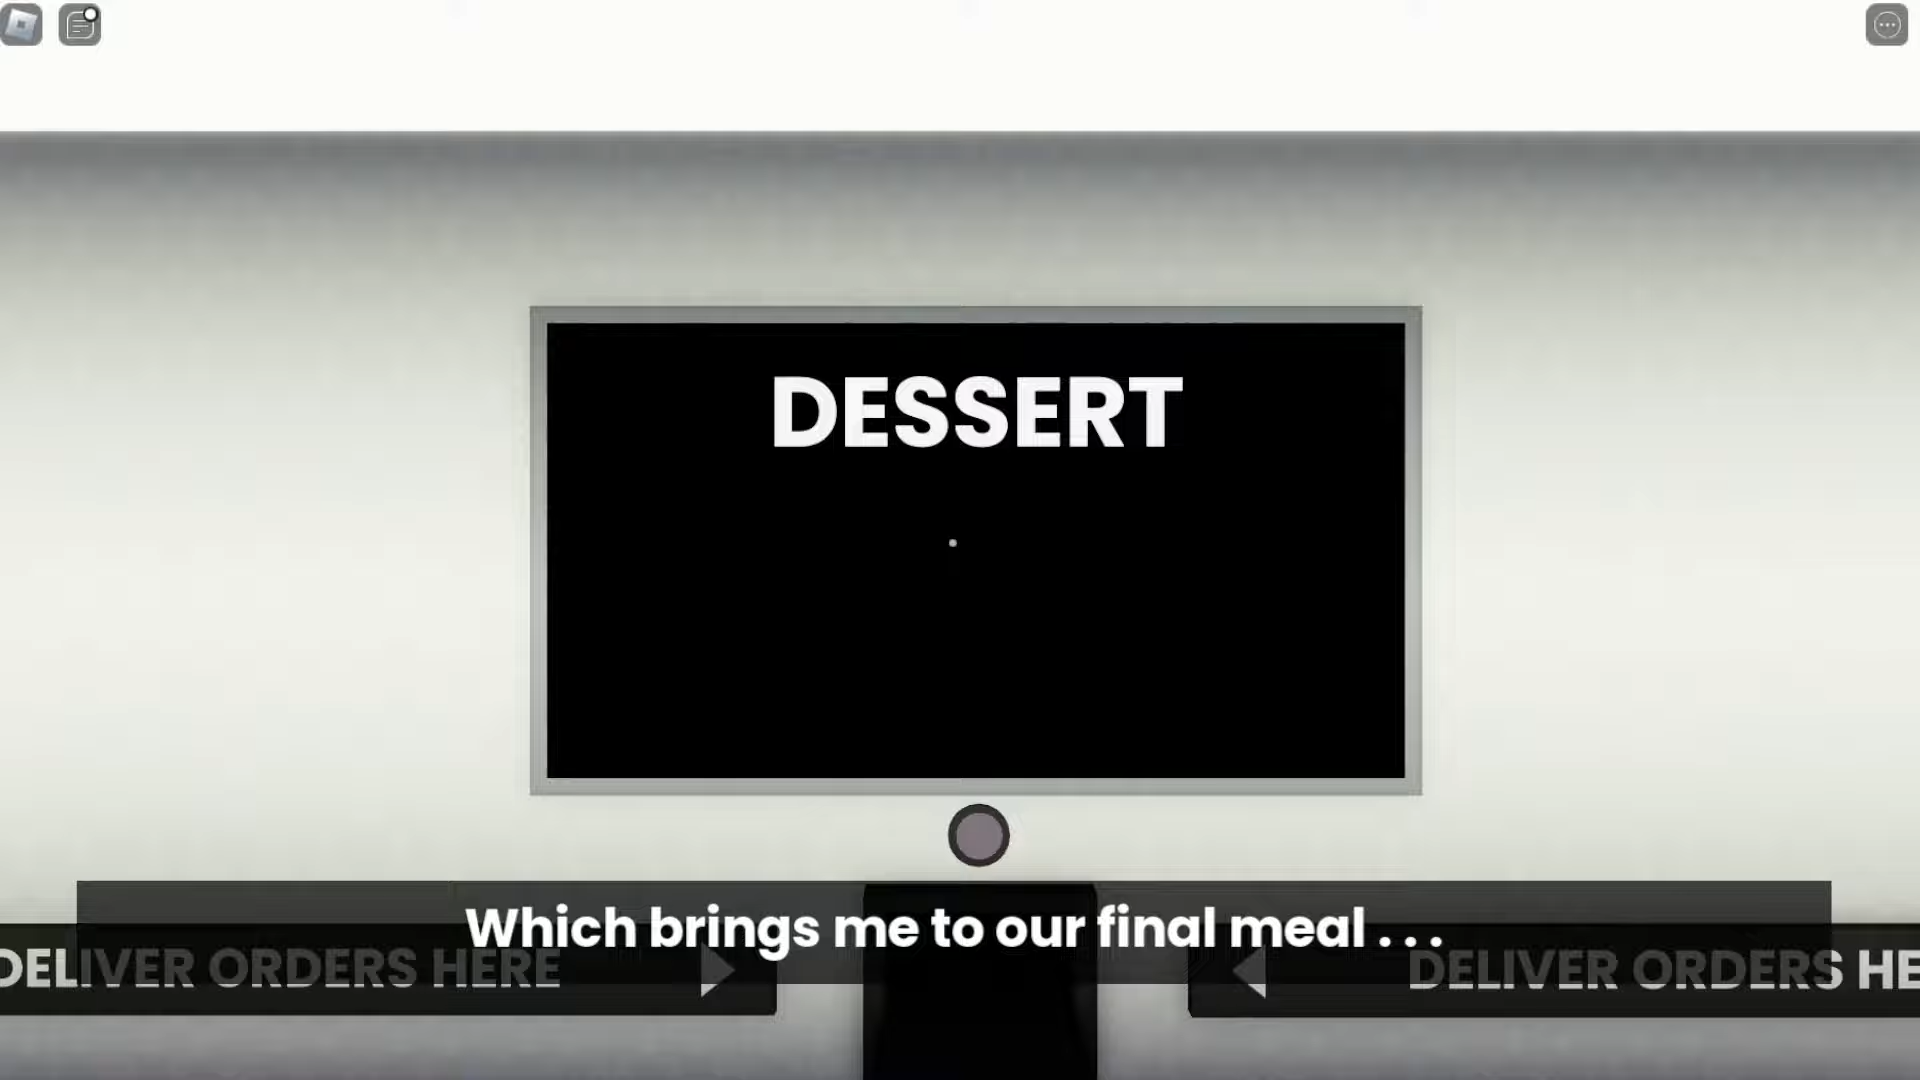 DESSERT
Which brings me to our final meal . . .
DELIVER ORDERS HERE
DELIVER ORDERS HE